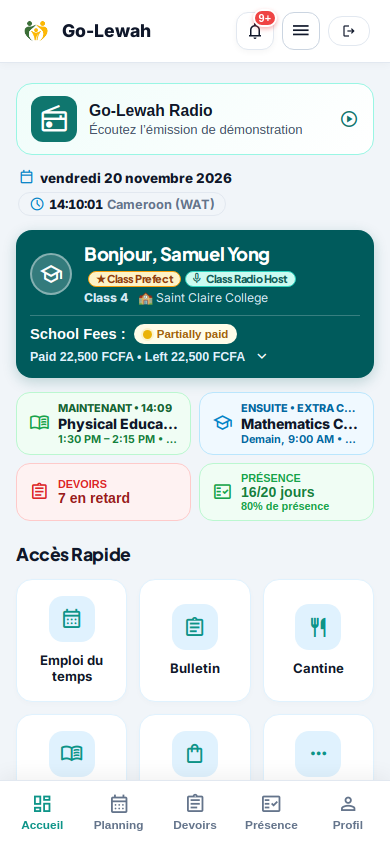 Go-Lewah
9+
Go-Lewah Radio
Écoutez l'émission de démonstration
vendredi 20 novembre 2026
14:10:01 Cameroon (WAT)
Bonjour, Samuel Yong
★ Class Prefect
Class Radio Host
Class 4 🏫 Saint Claire College
School Fees :
Partially paid
Paid 22,500 FCFA • Left 22,500 FCFA
MAINTENANT • 14:09
Physical Educa...
1:30 PM – 2:15 PM • ...
ENSUITE • EXTRA C...
Mathematics C...
Demain, 9:00 AM • ...
DEVOIRS
7 en retard
PRÉSENCE
16/20 jours
80% de présence
Accès Rapide
Emploi du
temps
Bulletin
Cantine
Accueil
Planning
Devoirs
Présence
Profil